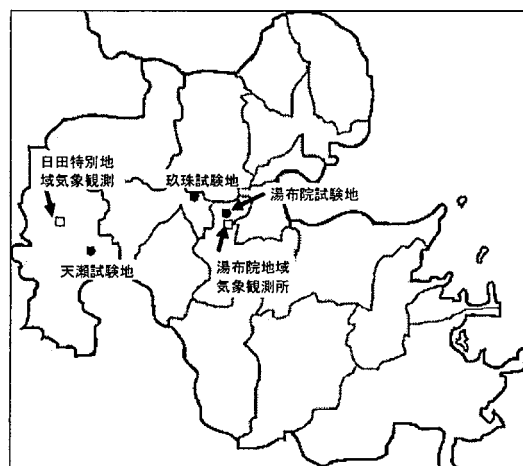 日田特別地
域気象観測
玖珠試験地
湯布院試験地
天瀬試験地
湯布院地域
気象観測所